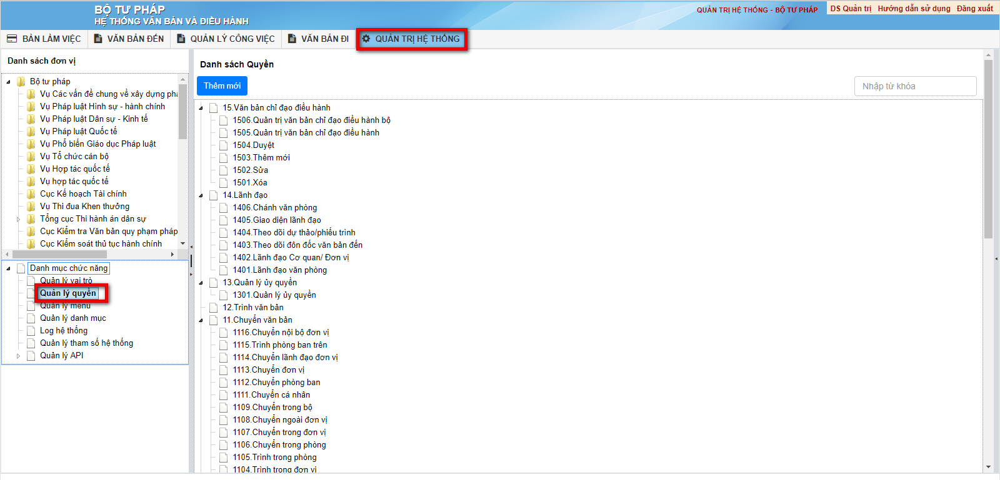 BỘ TƯ PHÁP
HỆ THỐNG VĂN BẢN VÀ ĐIỀU HÀNH
QUẢN TRỊ HỆ THỐNG - BỘ TƯ PHÁP
DS Quản trị Hướng dẫn sử dụng Đăng xuất
BÀN LÀM VIỆC VĂN BẢN ĐẾN QUẢN LÝ CÔNG VIỆC VĂN BẢN ĐI QUẢN TRỊ HỆ THỐNG
Danh sách đơn vị
Bộ tư pháp
Vụ Các vấn đề chung về xây dựng phá
Vụ Pháp luật Hình sự - hành chính
Vụ Pháp luật Dân sự - Kinh tế
Vụ Pháp luật Quốc tế
Vụ Phổ biến Giáo dục Pháp luật
Vụ Tổ chức cán bộ
Vụ Hợp tác quốc tế
Vụ hợp tác quốc tế
Cục Kế hoạch Tài chính
Vụ Thi đua Khen thưởng
Tổng cục Thi hành án dân sự
Cục Kiểm tra Văn bản quy phạm pháp
Cục Kiểm soát thủ tục hành chính
Danh mục chức năng
Quản lý vai trò
Quản lý quyền
Quản lý menu
Quản lý danh mục
Log hệ thống
Quản lý tham số hệ thống
Quản lý API
Danh sách Quyền
Thêm mới
Nhập từ khóa
15.Văn bản chỉ đạo điều hành
1506.Quản trị văn bản chỉ đạo điều hành bộ
1505.Quản trị văn bản chỉ đạo điều hành
1504.Duyệt
1503.Thêm mới
1502.Sửa
1501.Xóa
14.Lãnh đạo
1406.Chánh văn phòng
1405.Giao diện lãnh đạo
1404.Theo dõi dự thảo/phiếu trình
1403.Theo dõi đôn đốc văn bản đến
1402.Lãnh đạo Cơ quan/ Đơn vị
1401.Lãnh đạo văn phòng
13.Quản lý ủy quyền
1301.Quản lý ủy quyền
12.Trình văn bản
11.Chuyển văn bản
1116.Chuyển nội bộ đơn vị
1115.Trình phòng ban trên
1114.Chuyển lãnh đạo đơn vị
1113.Chuyển đơn vị
1112.Chuyển phòng ban
1111.Chuyển cá nhân
1109.Chuyển trong bộ
1108.Chuyển ngoài đơn vị
1107.Chuyển trong đơn vị
1106.Chuyển trong phòng
1105.Trình trong phòng
1104.Trình trong đơn vị